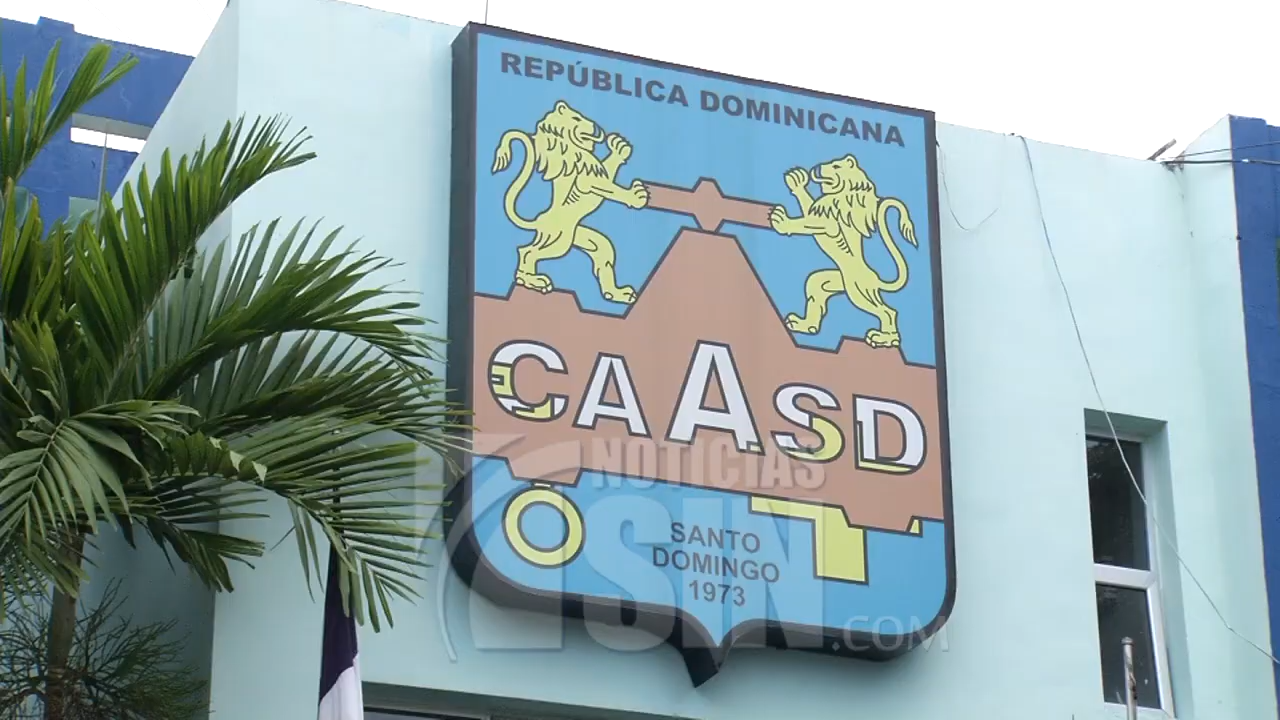 REPÚBLICA DOMINICANA
CAASD
NOTICIAS
SIN
.COM
SANTO
DOMINGO
1973